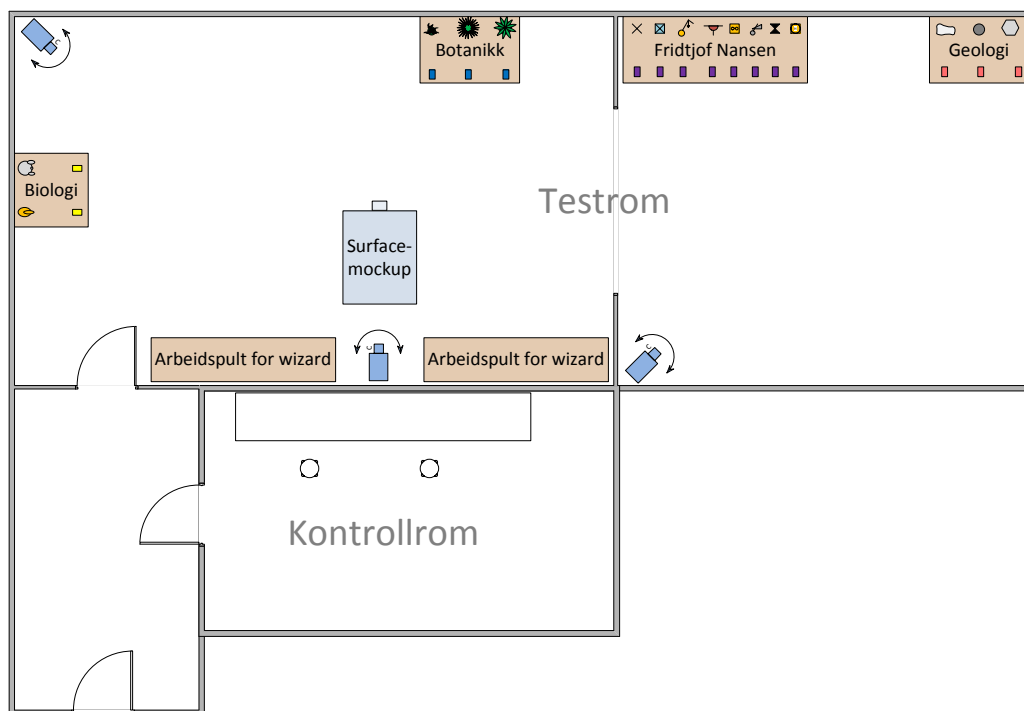 Botanikk
Fridtjof Nansen
Geologi
Biologi
Testrom
Surface-
mockup
Arbeidspult for wizard
Arbeidspult for wizard
Kontrollrom